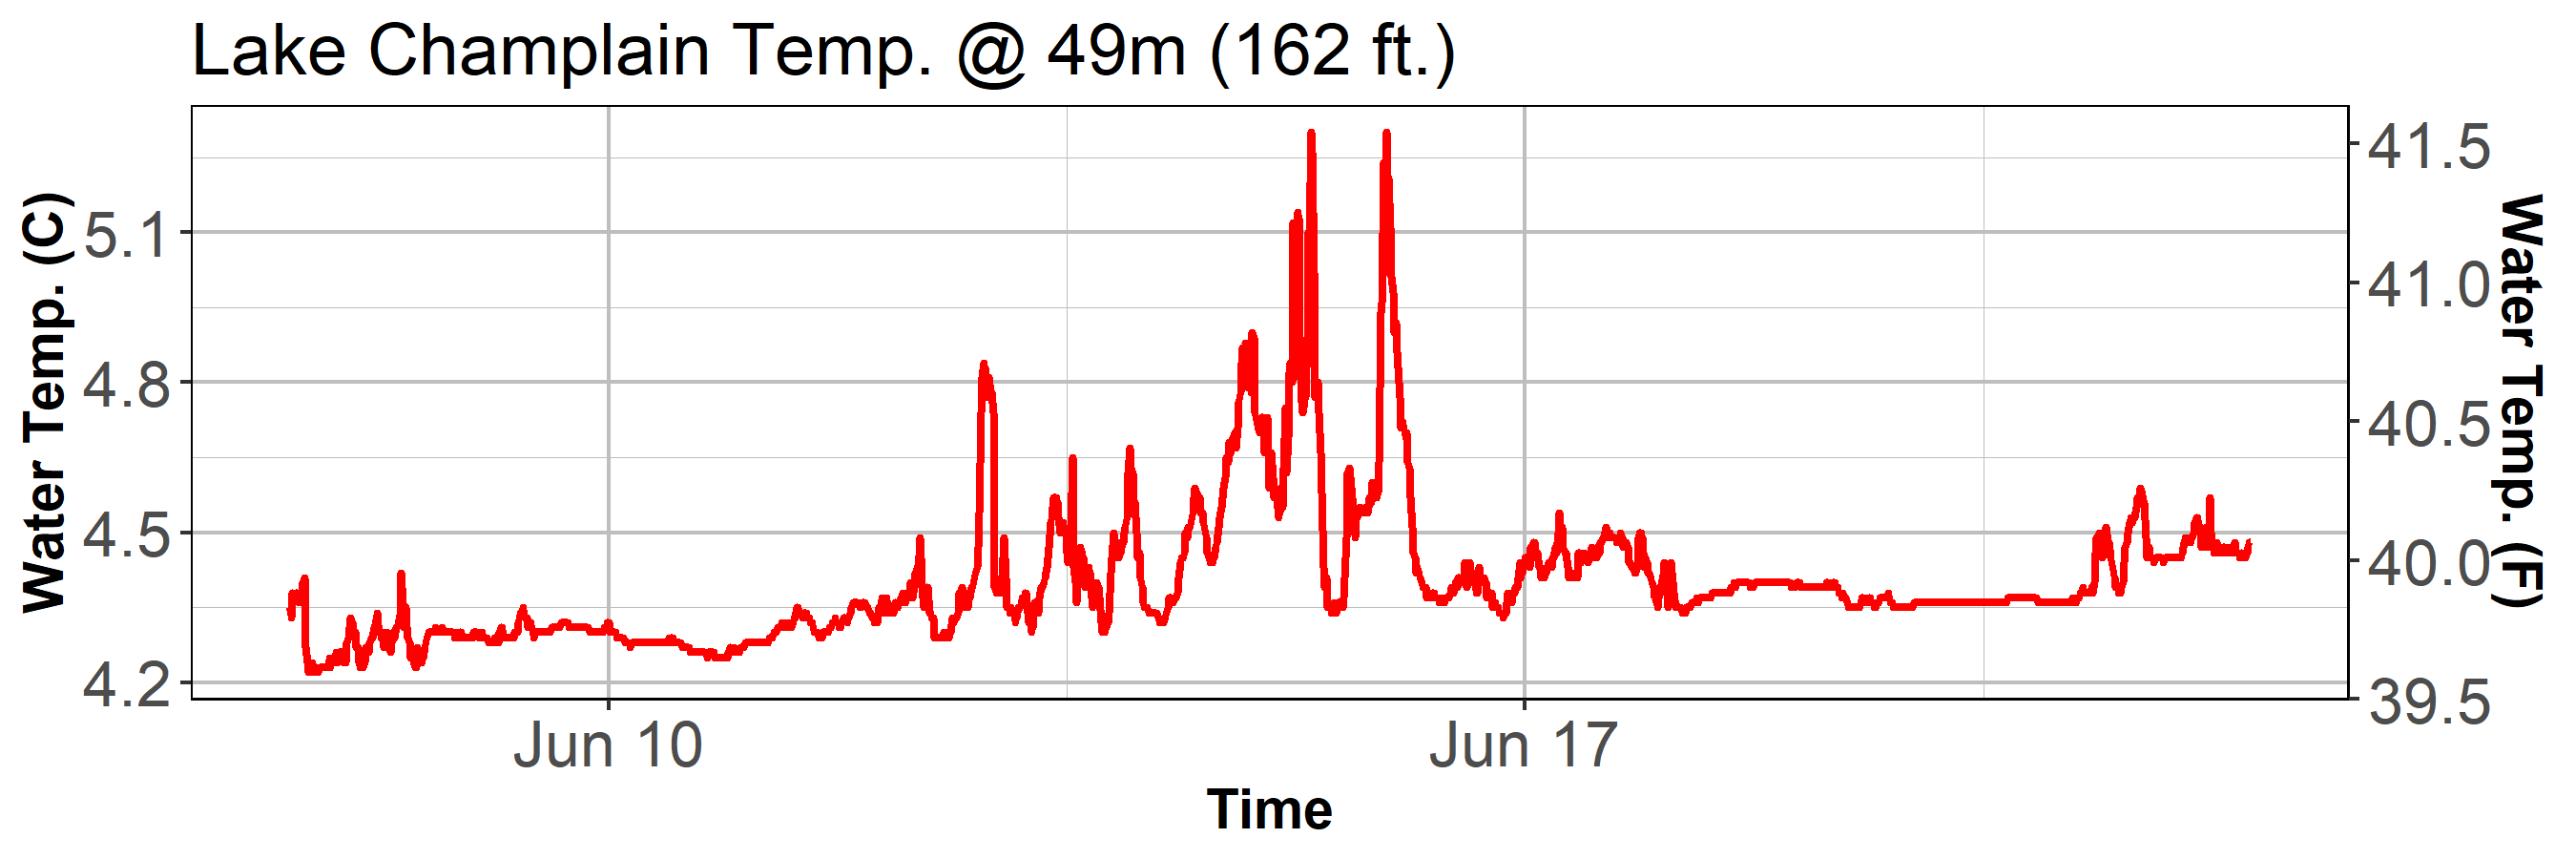 Lake Champlain Temp. @ 49m (162 ft.)
Water Temp. (C)
5.1
4.8
4.5
4.2
41.5
41.0
40.5
40.0
39.5
Water Temp. (F)
Jun 10
Jun 17
Time